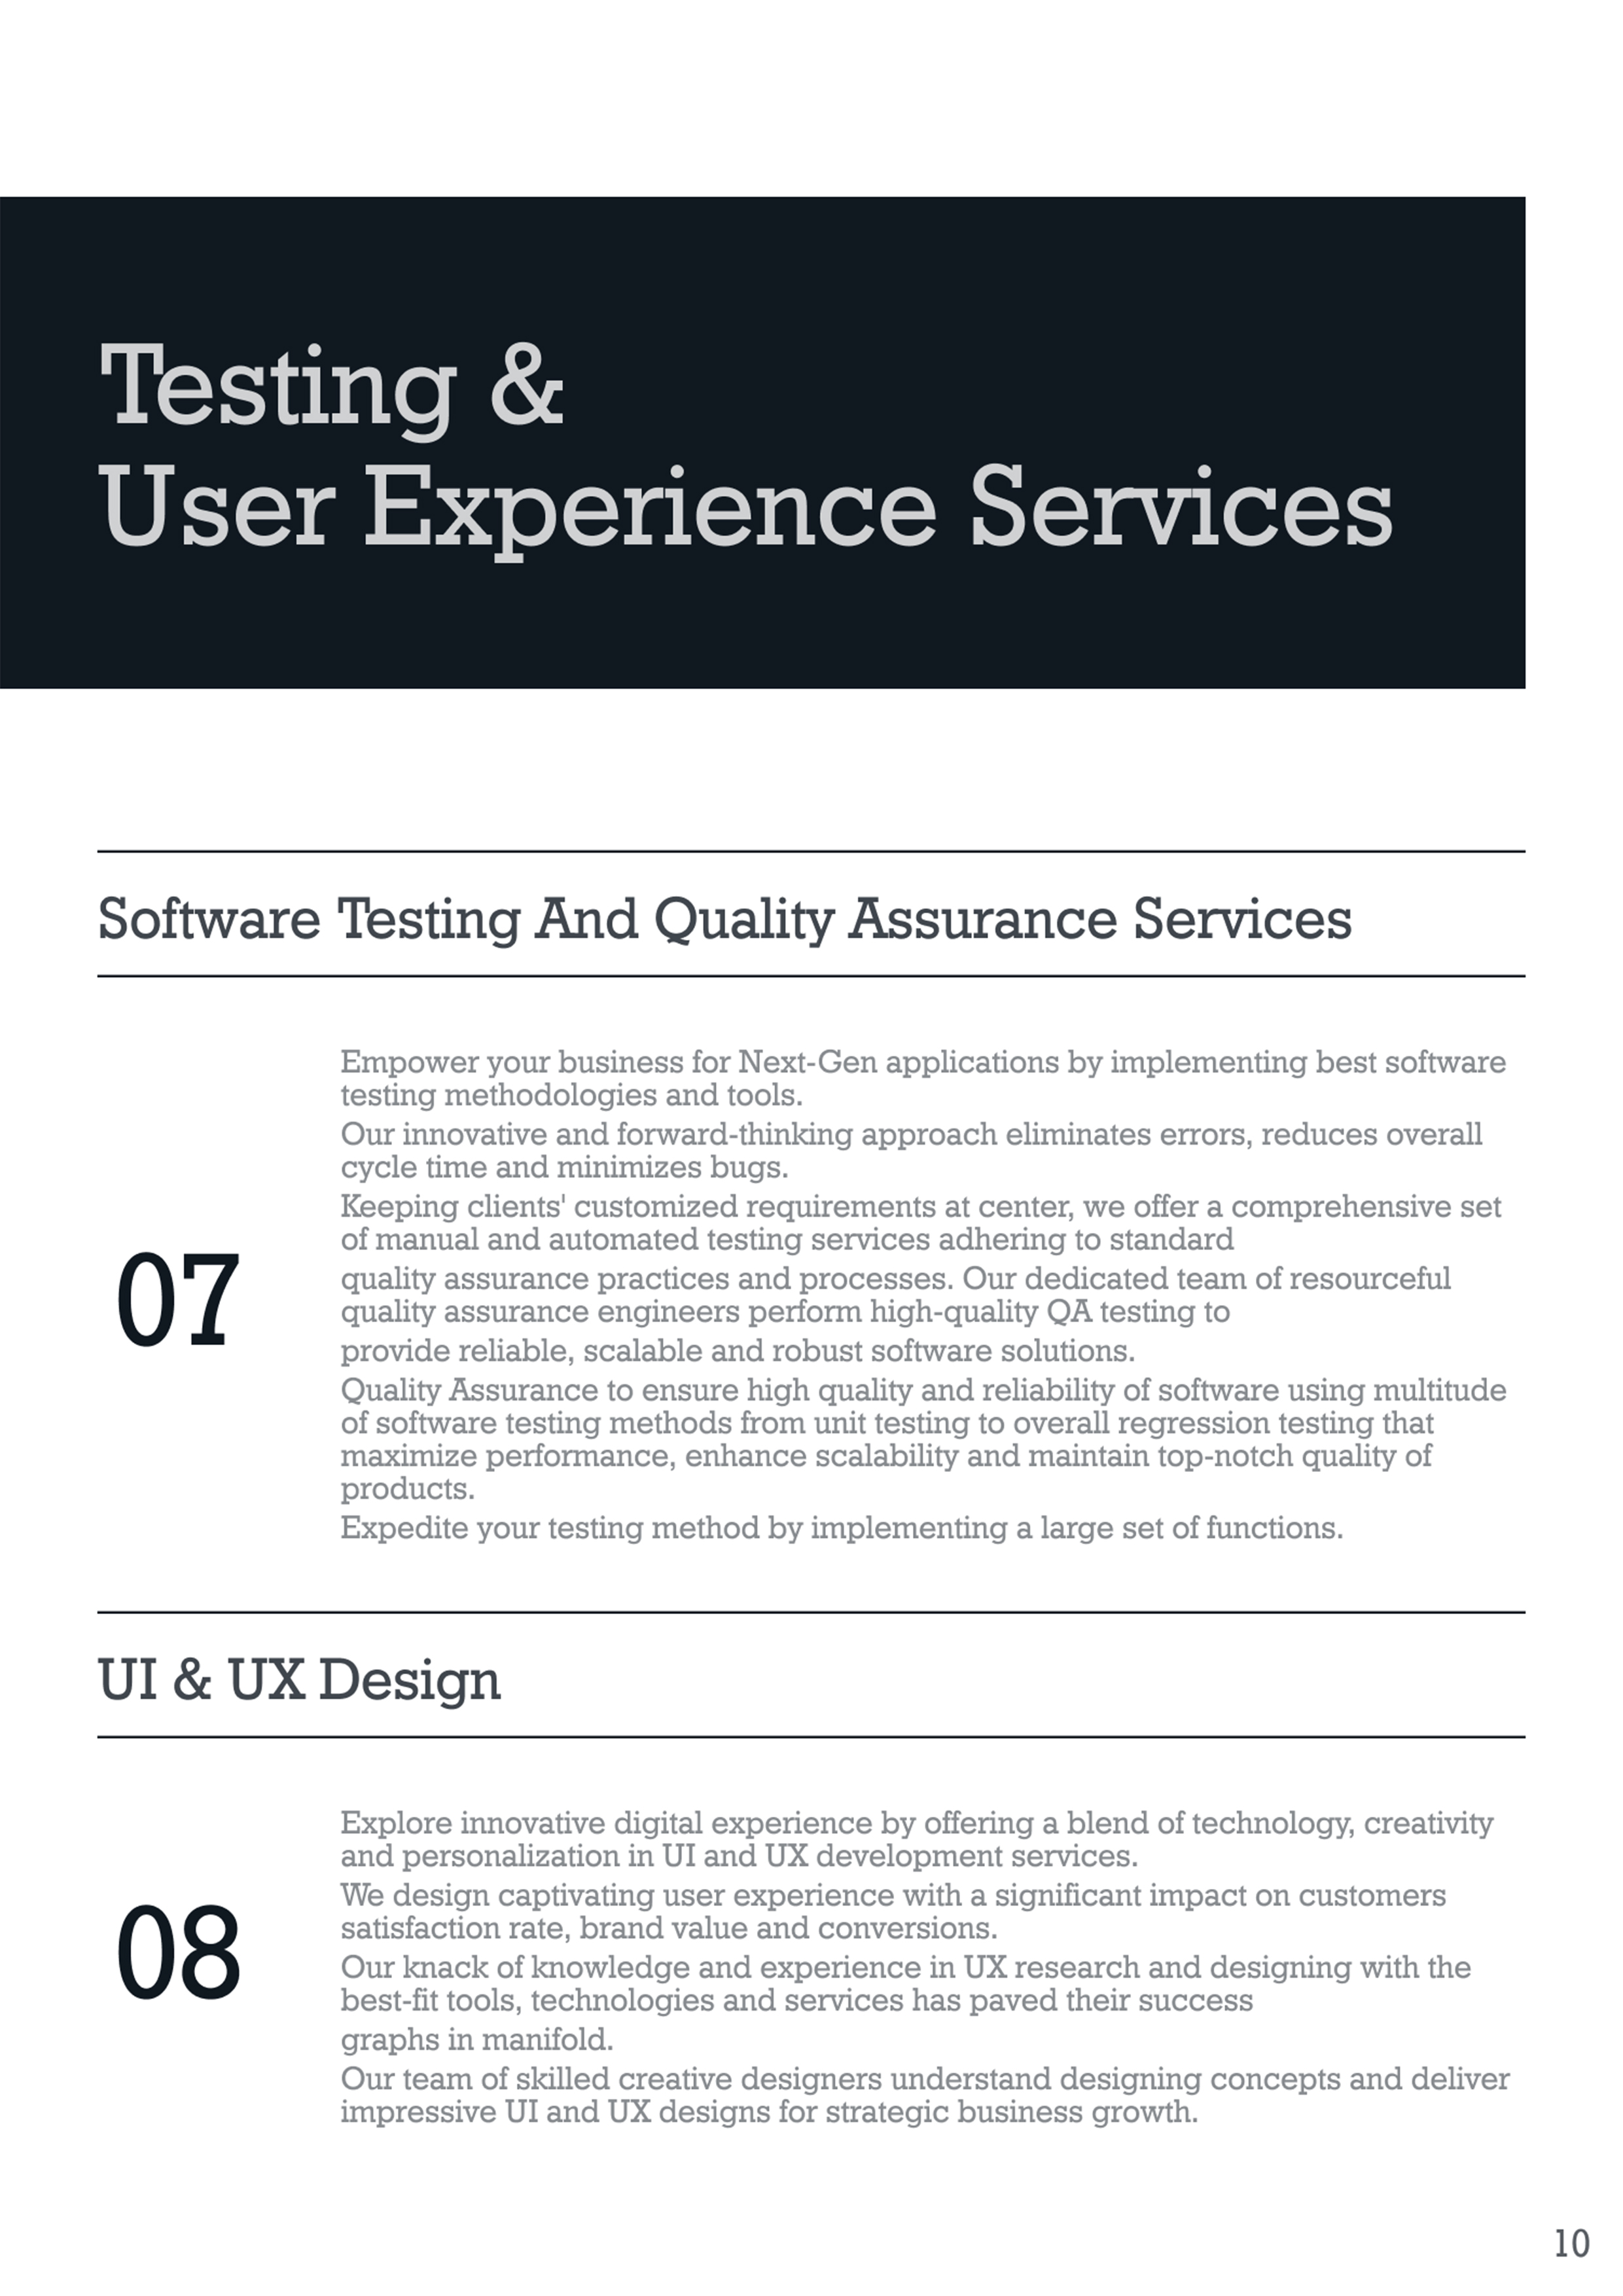 Testing &
User Experience Services
Software Testing And Quality Assurance Services
07
Empower your business for Next-Gen applications by implementing best software
testing methodologies and tools.
Our innovative and forward-thinking approach eliminates errors, reduces overall
cycle time and minimizes bugs.
Keeping clients' customized requirements at center, we offer a comprehensive set
of manual and automated testing services adhering to standard
quality assurance practices and processes. Our dedicated team of resourceful
quality assurance engineers perform high-quality QA testing to
provide reliable, scalable and robust software solutions.
Quality Assurance to ensure high quality and reliability of software using multitude
of software testing methods from unit testing to overall regression testing that
maximize performance, enhance scalability and maintain top-notch quality of
products.
Expedite your testing method by implementing a large set of functions.
UI & UX Design
08
Explore innovative digital experience by offering a blend of technology, creativity
and personalization in UI and UX development services.
We design captivating user experience with a significant impact on customers
satisfaction rate, brand value and conversions.
Our knack of knowledge and experience in UX research and designing with the
best-fit tools, technologies and services has paved their success
graphs in manifold.
Our team of skilled creative designers understand designing concepts and deliver
impressive UI and UX designs for strategic business growth.
10